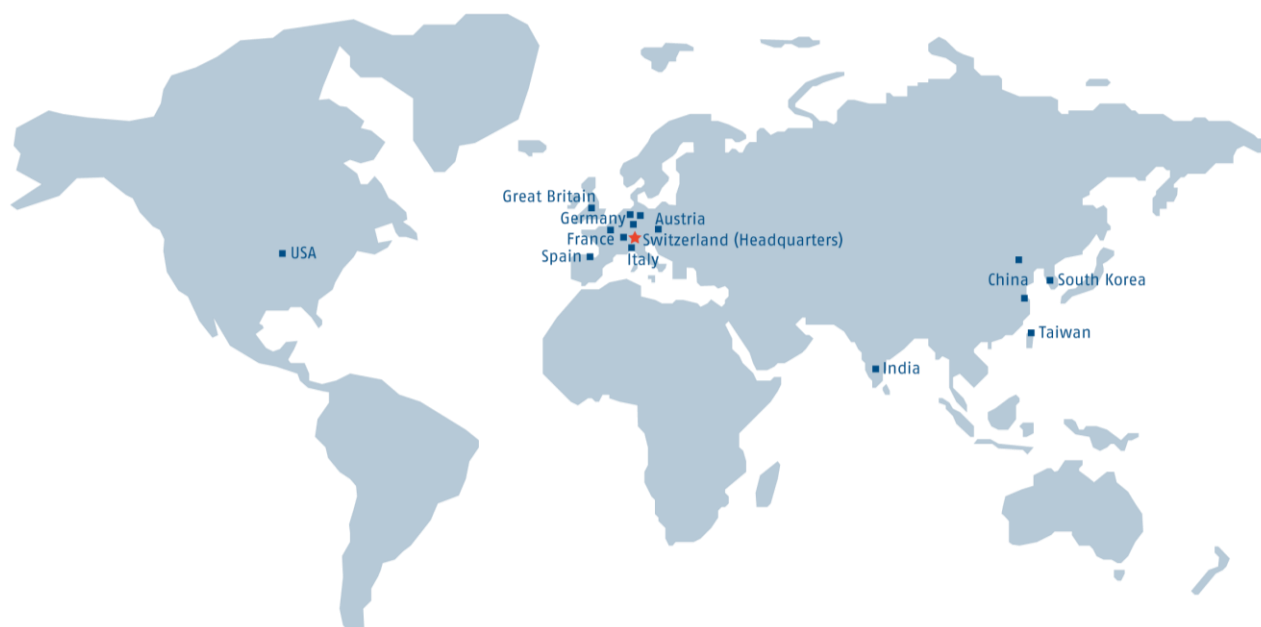 Great Britain
Germany
Austria
France
Switzerland (Headquarters)
USA
Spain
Italy
China
South Korea
Taiwan
India